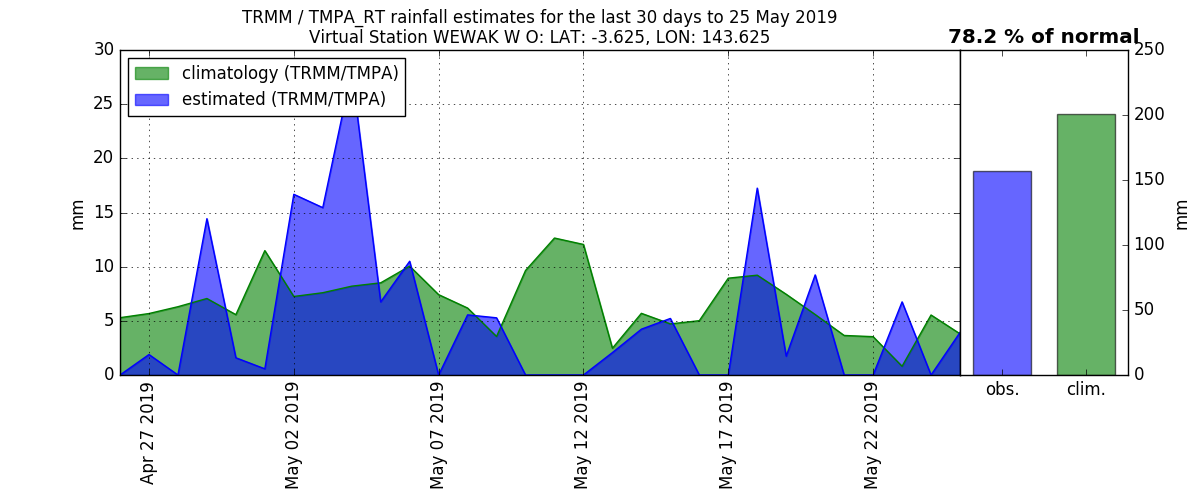 TRMM / TMPA_RT rainfall estimates for the last 30 days to 25 May 2019
Virtual Station WEWAK W O: LAT: -3.625, LON: 143.625
78.2 % of normal
climatology (TRMM/TMPA)
estimated (TRMM/TMPA)
30
25
20
15
10
5
0
mm
Apr 27 2019
May 02 2019
May 07 2019
May 12 2019
May 17 2019
May 22 2019
250
200
150
100
50
0
mm
obs.
clim.